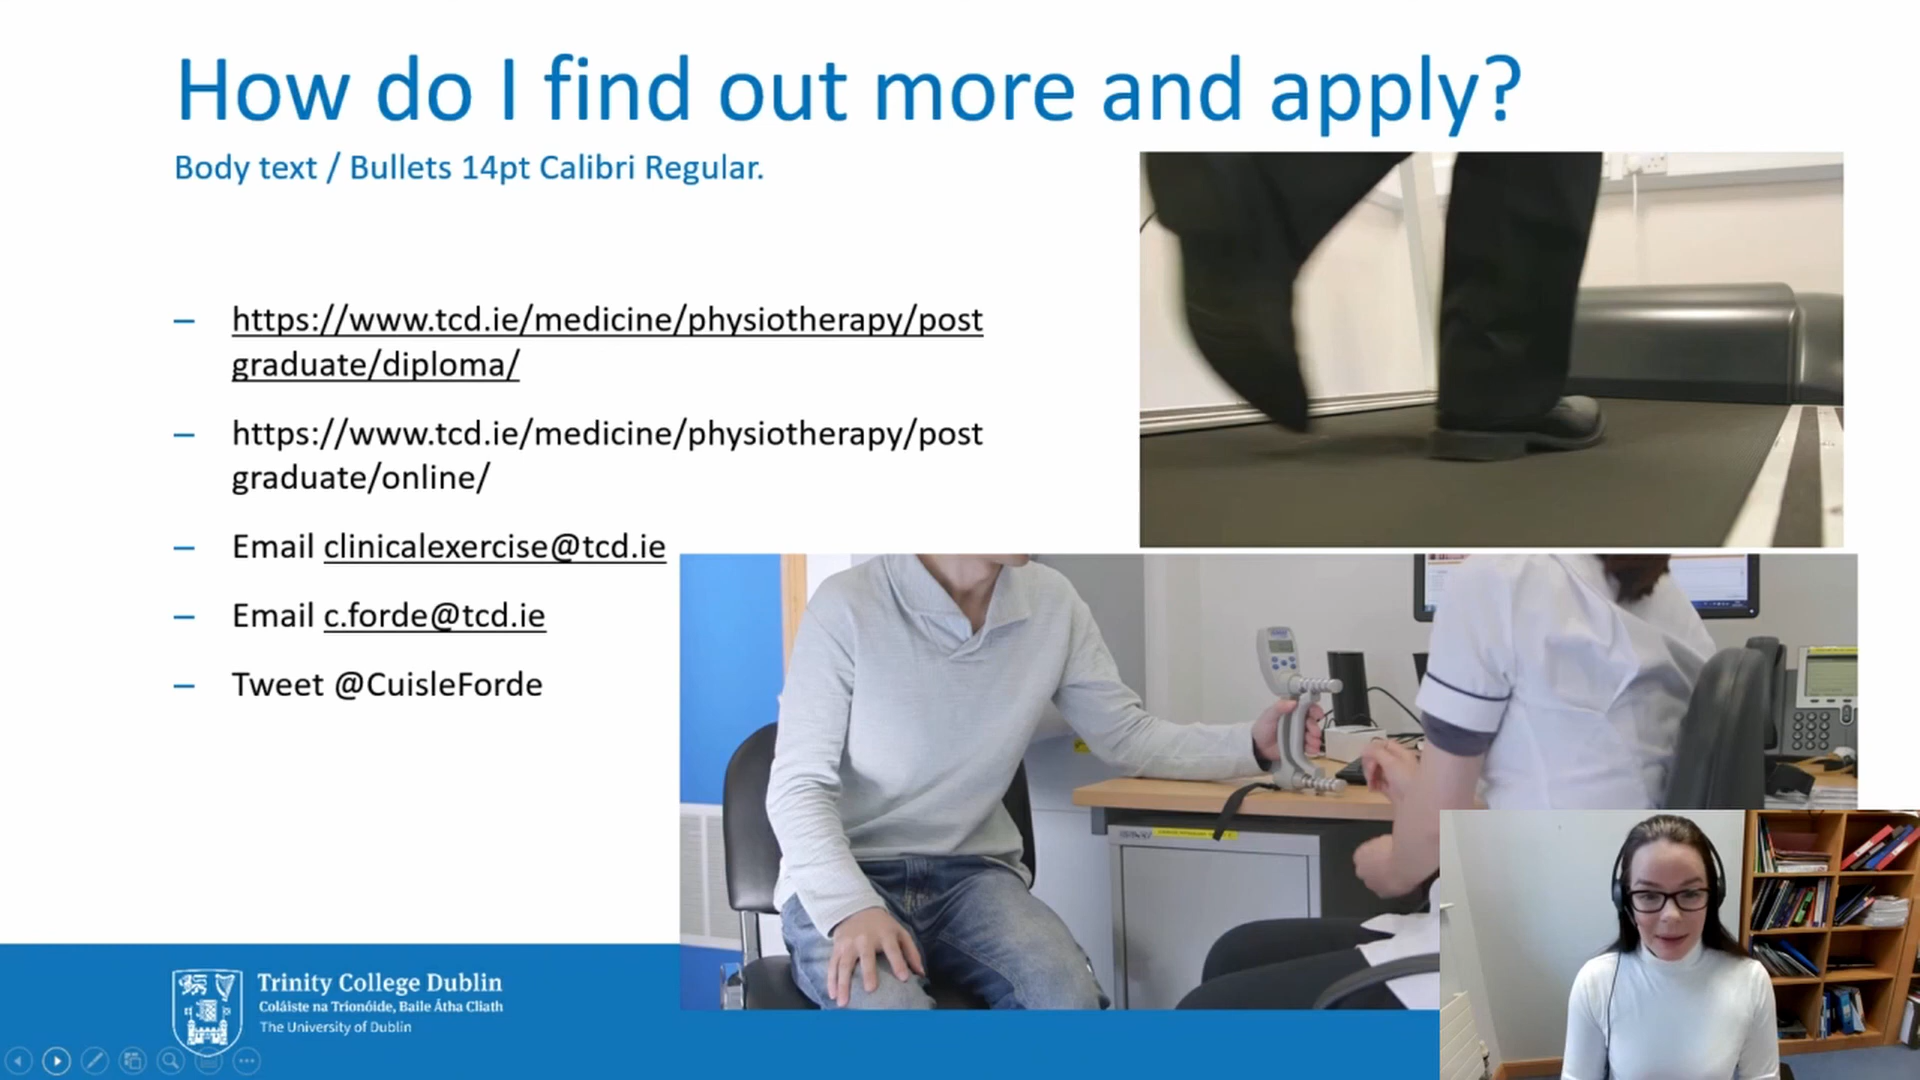 How do I find out more and apply?
Body text / Bullets 14pt Calibri Regular.
– https://www.tcd.ie/medicine/physiotherapy/post
graduate/diploma/
– https://www.tcd.ie/medicine/physiotherapy/post
graduate/online/
– Email clinicalexercise@tcd.ie
– Email c.forde@tcd.ie
– Tweet @CuisleForde
Trinity College Dublin
Coláiste na Tríonóide, Baile Átha Cliath
The University of Dublin